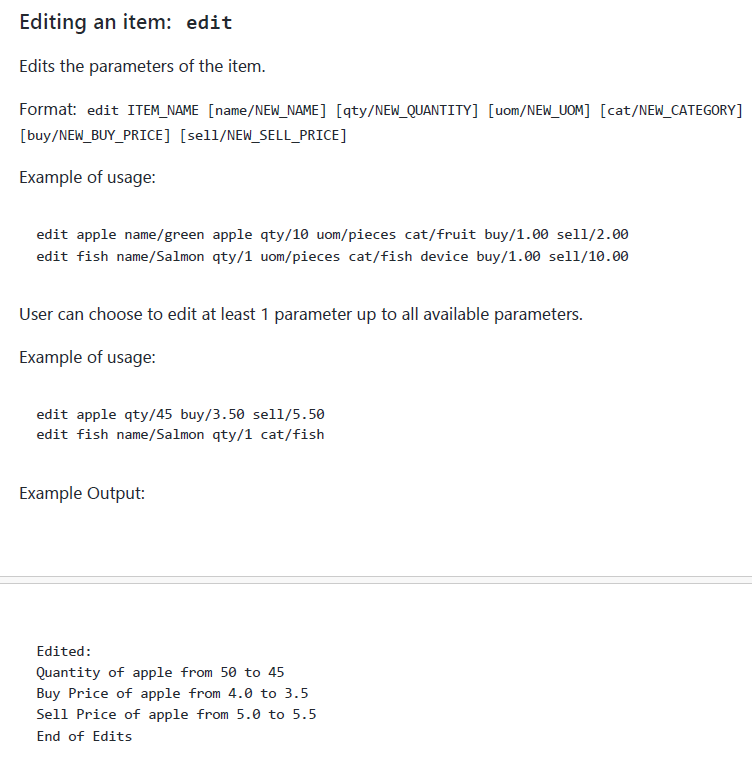 Editing an item: edit
Edits the parameters of the item.
Format: edit ITEM_NAME [name/NEW_NAME] [qty/NEW_QUANTITY] [uom/NEW_UOM] [cat/NEW_CATEGORY]
[buy/NEW_BUY_PRICE] [sell/NEW_SELL_PRICE]
Example of usage:
edit apple name/green apple qty/10 uom/pieces cat/fruit buy/1.00 sell/2.00
edit fish name/Salmon qty/1 uom/pieces cat/fish device buy/1.00 sell/10.00
User can choose to edit at least 1 parameter up to all available parameters.
Example of usage:
edit apple qty/45 buy/3.50 sell/5.50
edit fish name/Salmon qty/1 cat/fish
Example Output:
Edited:
Quantity of apple from 50 to 45
Buy Price of apple from 4.0 to 3.5
Sell Price of apple from 5.0 to 5.5
End of Edits